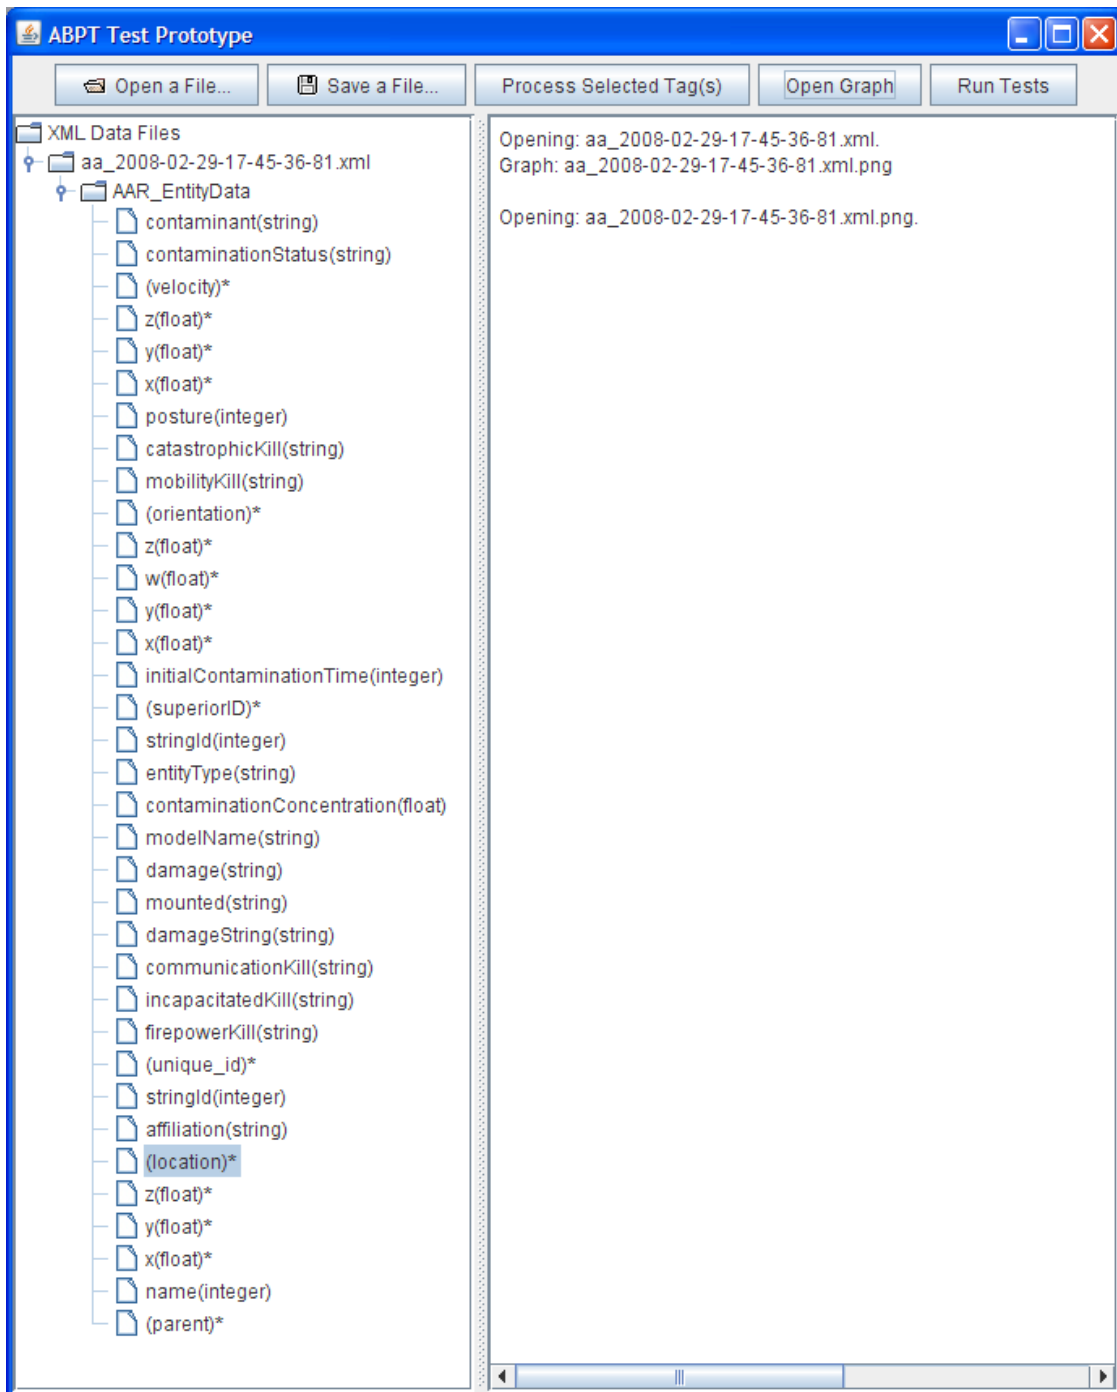 ABPT Test Prototype
Open a File... Save a File... Process Selected Tag(s) Open Graph Run Tests
XML Data Files
aa_2008-02-29-17-45-36-81.xml
AAR_EntityData
contaminant(string)
contaminationStatus(string)
(velocity)*
z(float)*
y(float)*
x(float)*
posture(integer)
catastrophicKill(string)
mobilityKill(string)
(orientation)*
z(float)*
w(float)*
y(float)*
x(float)*
initialContaminationTime(integer)
(superiorID)*
stringId(integer)
entityType(string)
contaminationConcentration(float)
modelName(string)
damage(string)
mounted(string)
damageString(string)
communicationKill(string)
incapacitatedKill(string)
firepowerKill(string)
(unique_id)*
stringId(integer)
affiliation(string)
(location)*
z(float)*
y(float)*
x(float)*
name(integer)
(parent)*
Opening: aa_2008-02-29-17-45-36-81.xml.
Graph: aa_2008-02-29-17-45-36-81.xml.png
Opening: aa_2008-02-29-17-45-36-81.xml.png.